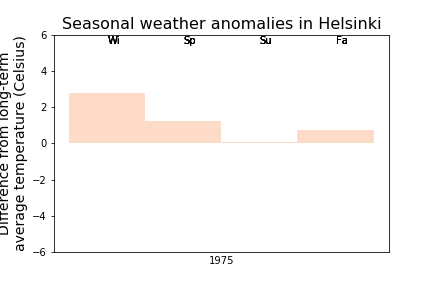 Seasonal weather anomalies in Helsinki
Difference from long-term
average temperature (Celsius)
Wi Sp Su Fa
6
4
2
0
−2
−4
−6
1975